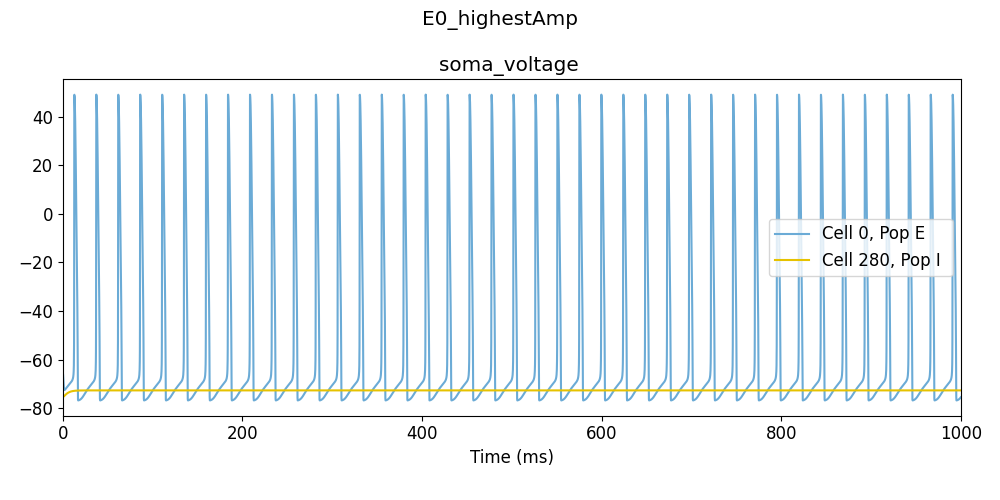 E0_highestAmp
soma_voltage
40
20
0
−20
−40
−60
−80
Cell 0, Pop E
Cell 280, Pop I
0 200 400 600 800 1000
Time (ms)